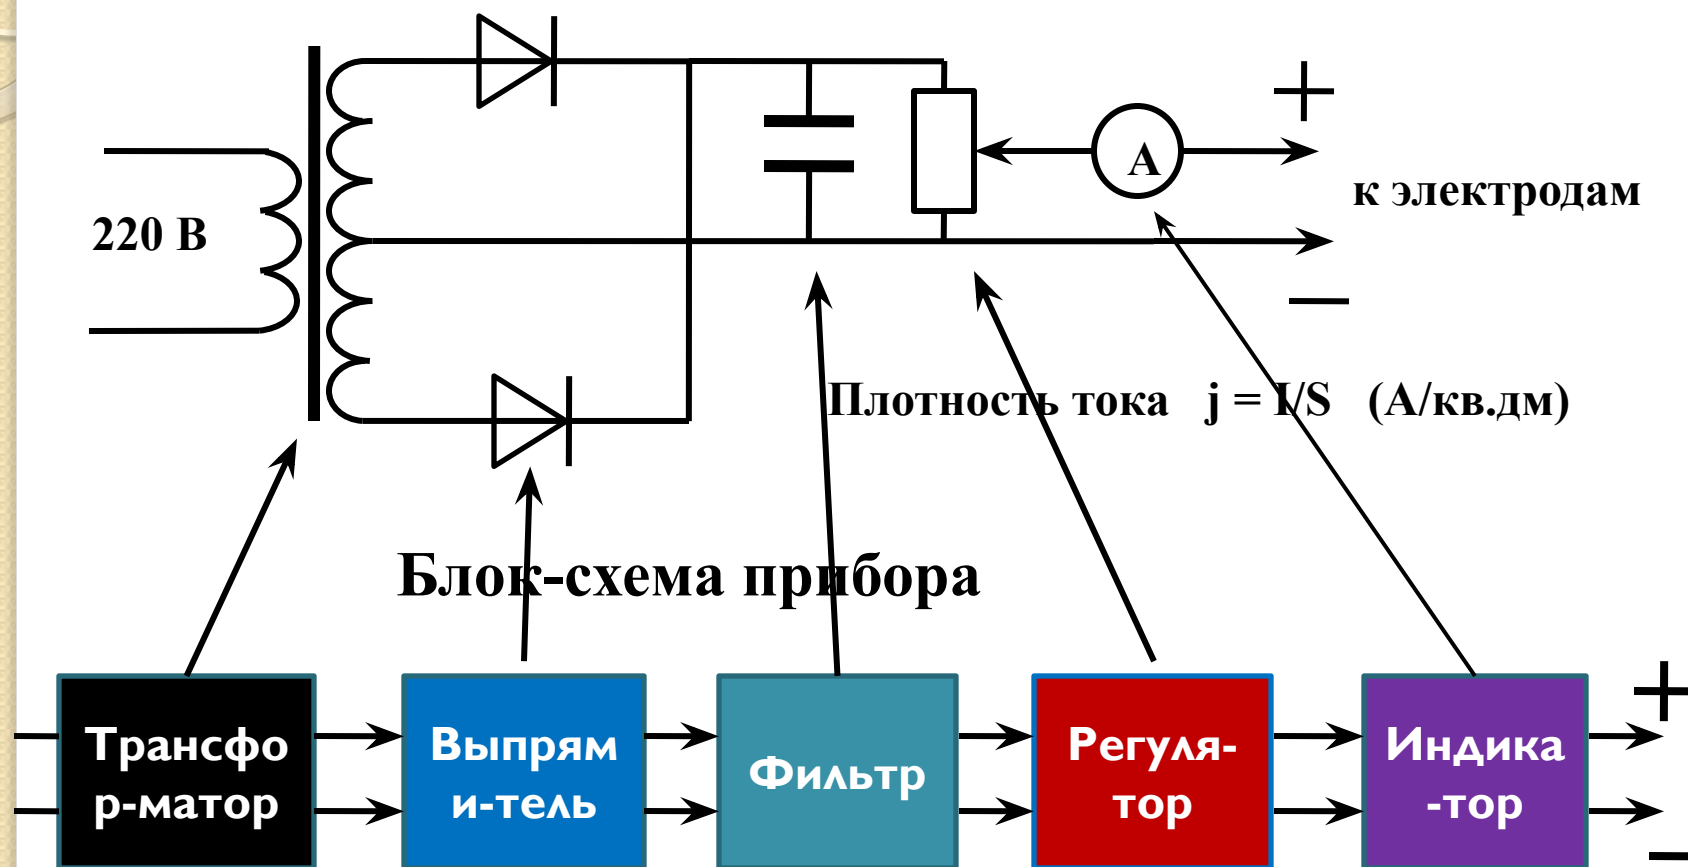 220 В
А
+
к электродам
—
Плотность тока j = I/S (А/кв.дм)
Блок-схема прибора
Трансфо
р-матор
Выпрям
и-тель
Фильтр
Регуля-
тор
Индика
-тор
+
—